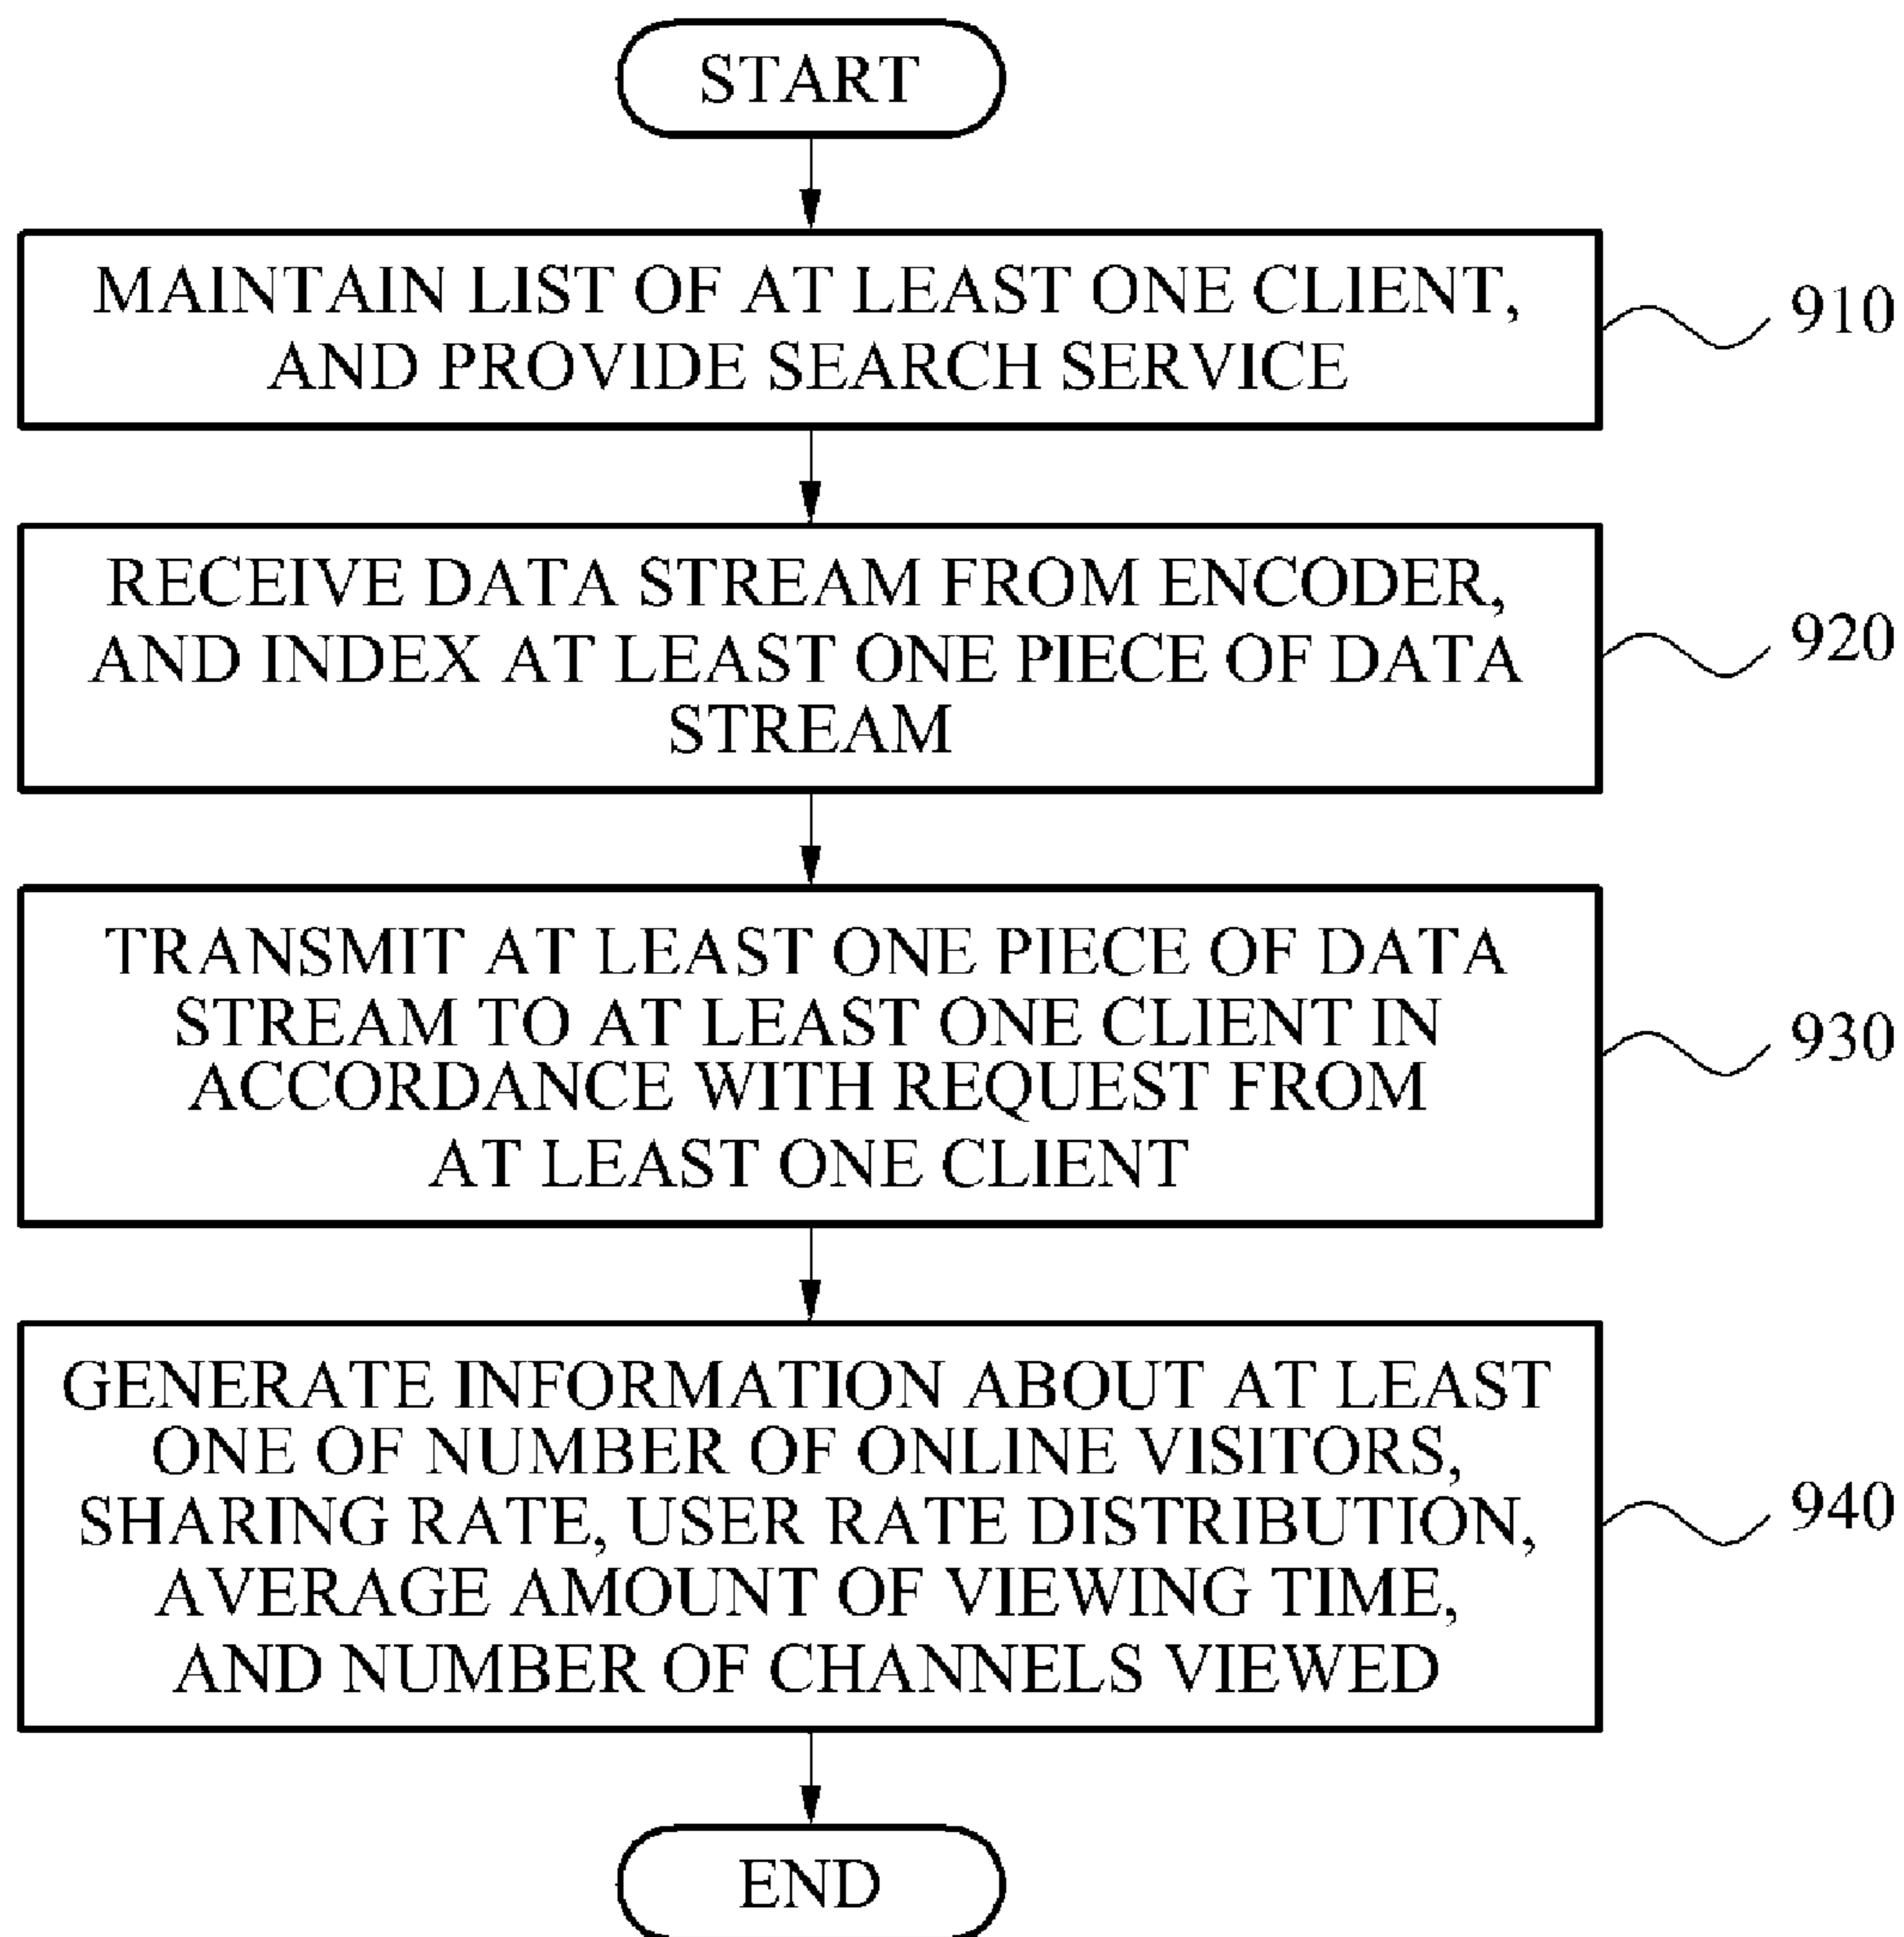 START
MAINTAIN LIST OF AT LEAST ONE CLIENT,
AND PROVIDE SEARCH SERVICE
910
RECEIVE DATA STREAM FROM ENCODER,
AND INDEX AT LEAST ONE PIECE OF DATA
STREAM
920
TRANSMIT AT LEAST ONE PIECE OF DATA
STREAM TO AT LEAST ONE CLIENT IN
ACCORDANCE WITH REQUEST FROM
AT LEAST ONE CLIENT
930
GENERATE INFORMATION ABOUT AT LEAST
ONE OF NUMBER OF ONLINE VISITORS,
SHARING RATE, USER RATE DISTRIBUTION,
AVERAGE AMOUNT OF VIEWING TIME,
AND NUMBER OF CHANNELS VIEWED
940
END